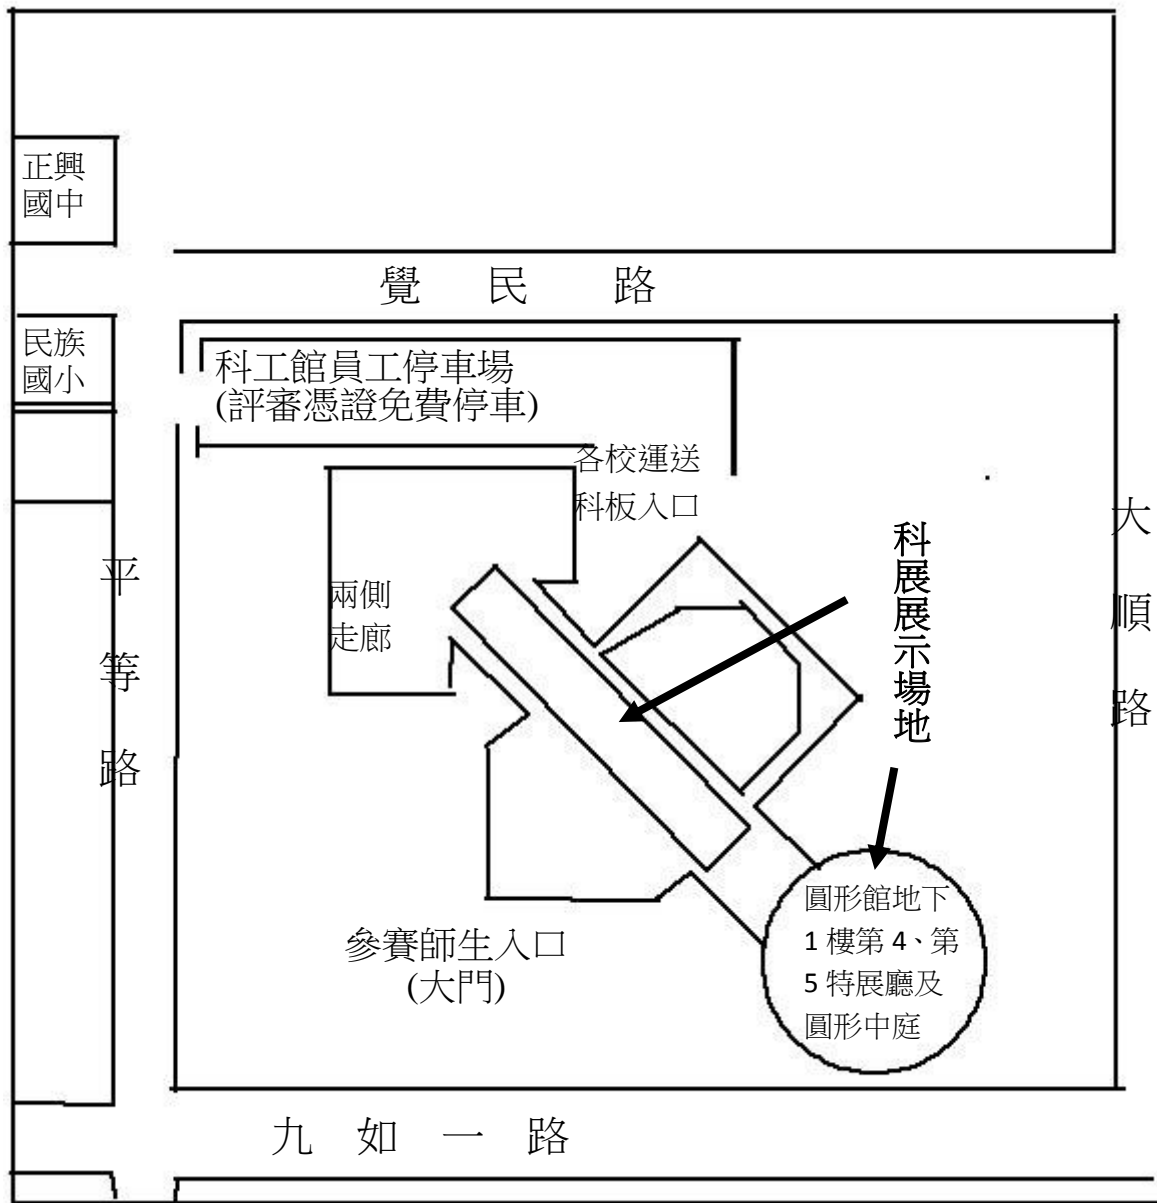 正興
國中
覺民路
民族
國小
科工館員工停車場
(評審憑證免費停車)
各校運送
科板入口
兩側
走廊
平等路
科展展示場地
大順路
圓形館地下
1 樓第 4、第
5 特展廳及
圓形中庭
參賽師生入口
(大門)
九如一路